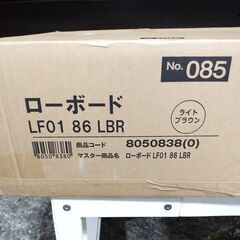 No. 085
ローボード
LF01 86 LBR
ライト
ブラウン
80508380
商品コード 8050838(0)
マスター商品名 ローボード LF01 86 LBR